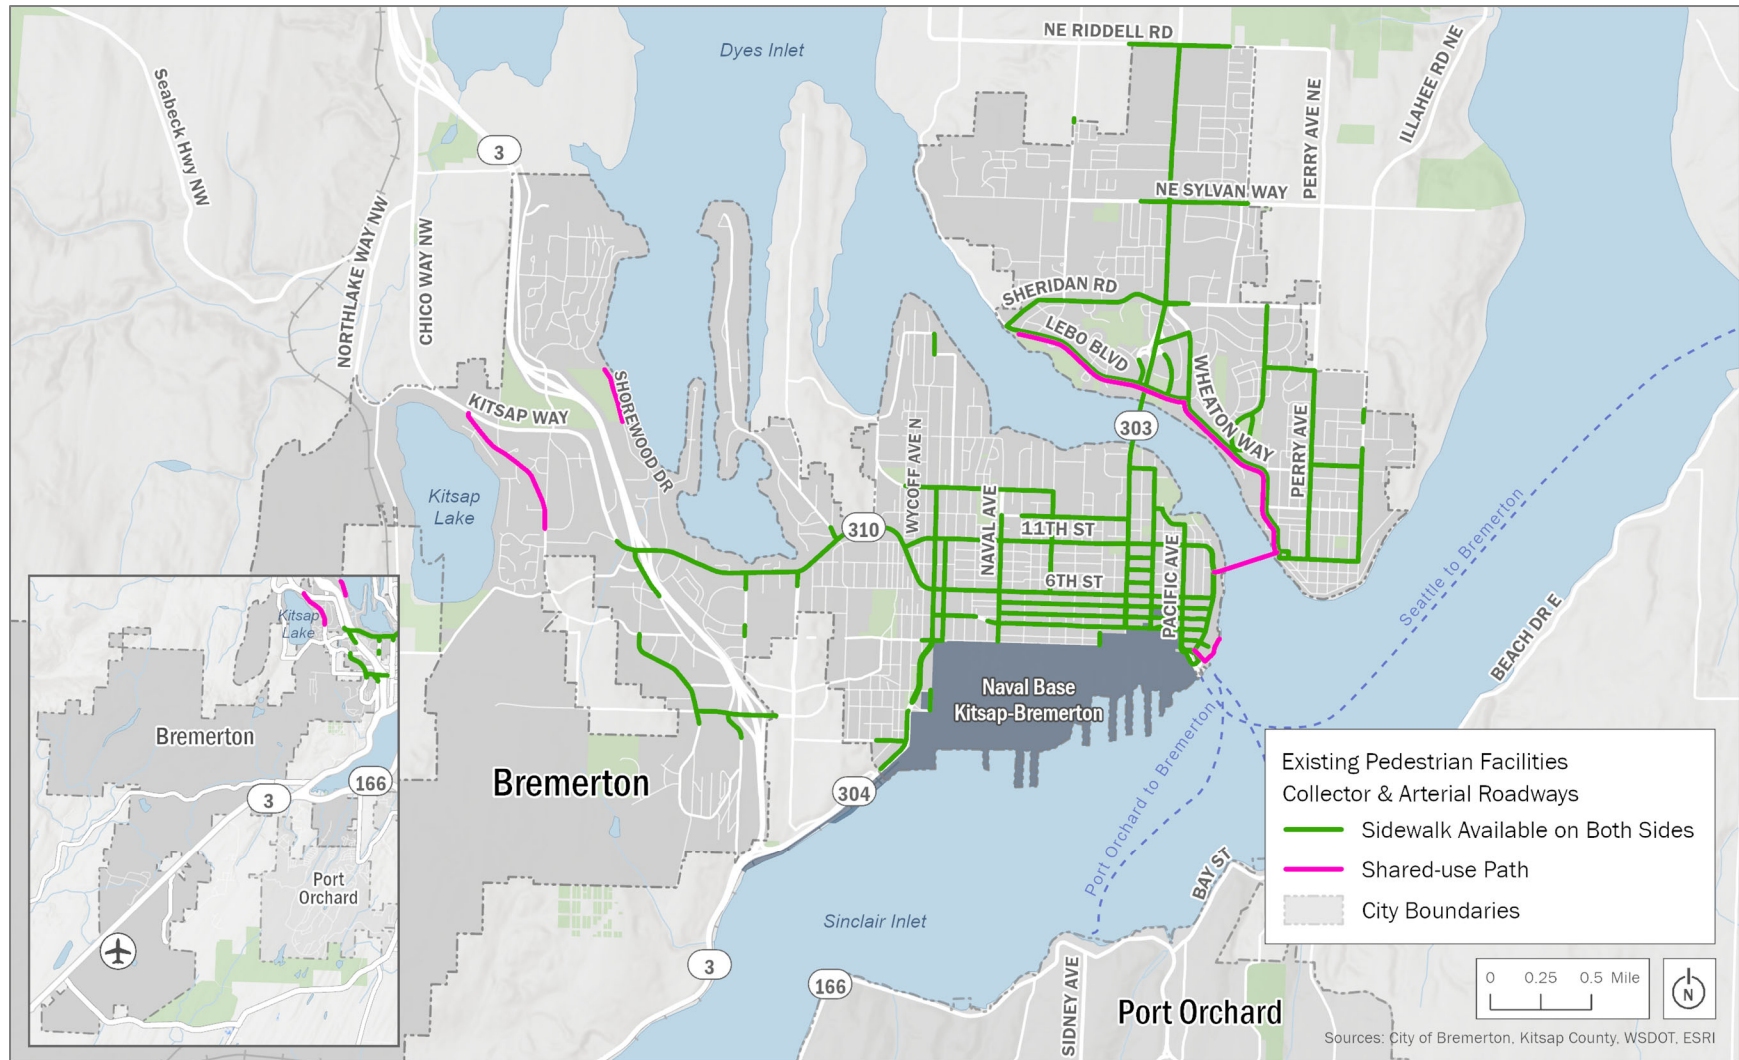 Dyes Inlet
NE RIDDELL RD
Seabeck Hwy NW
3
PERRY AVE NE
ILLAHEE RD NE
NE SYLVAN WAY
NORTHLAKE WAY NW
CHICO WAY NW
SHERIDAN RD
LEBO BLVD
KITSAP WAY
SHOREWOOD DR
WHEATON WAY
303
PERRY AVE
WYCOFF AVE N
NAVAL AVE
Kitsap
Lake
310
11TH ST
6TH ST
PACIFIC AVE
Seattle to Bremerton
BEACH DR E
Naval Base
Kitsap-Bremerton
Port Orchard to Bremerton
Bremerton
304
Sinclair Inlet
3
166
SIDNEY AVE
BAY ST
Port Orchard
Kitsap
Lake
Bremerton
3
166
Port
Orchard
Existing Pedestrian Facilities
Collector & Arterial Roadways
Sidewalk Available on Both Sides
Shared-use Path
City Boundaries
0 0.25 0.5 Mile
N
Sources: City of Bremerton, Kitsap County, WSDOT, ESRI